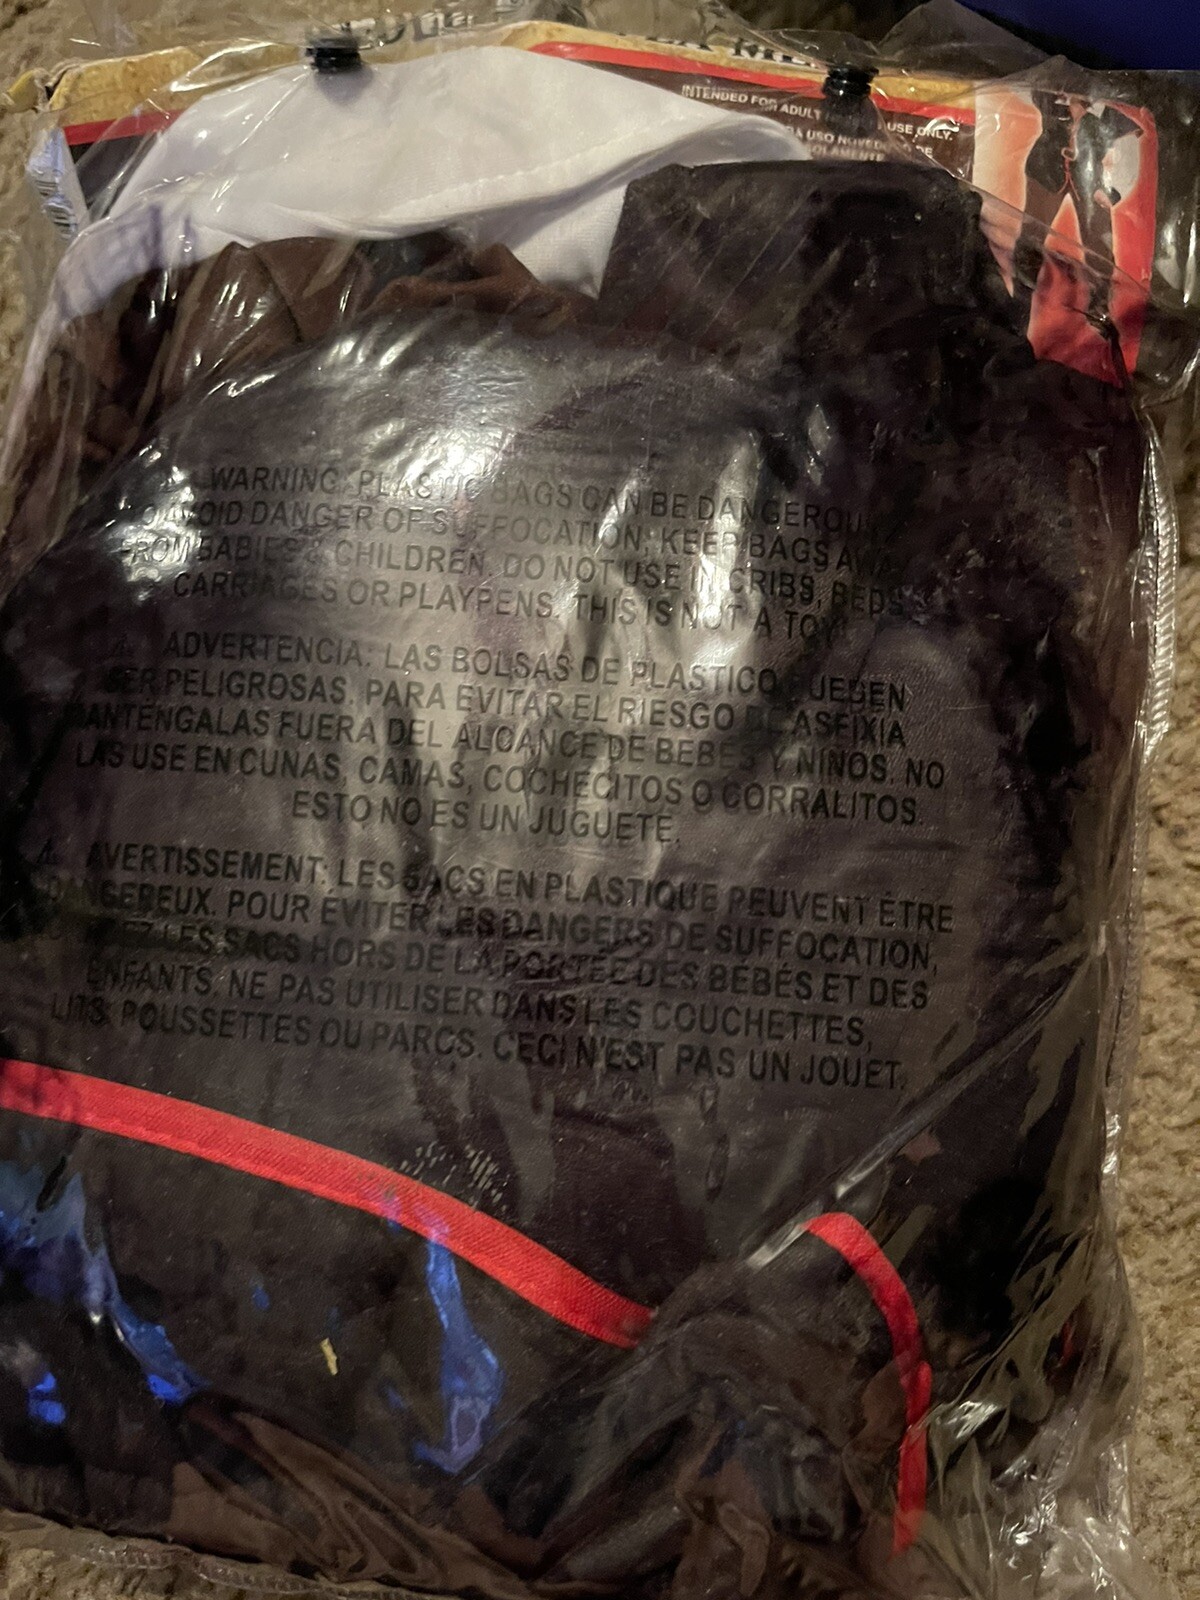 INTENDED FOR ADULT USE ONLY.
USO
SOLAMENTE
WARNING: PLASTIC BAGS CAN BE DANGEROUS.
AVOID DANGER OF SUFFOCATION, KEEP BAGS AWAY
FROM BABIES & CHILDREN. DO NOT USE IN CRIBS, BEDS,
CARRIAGES OR PLAYPENS. THIS IS NOT A TOY!
ADVERTENCIA: LAS BOLSAS DE PLASTICO PUEDEN
SER PELIGROSAS. PARA EVITAR EL RIESGO DE ASFIXIA
MANTENGALAS FUERA DEL ALCANCE DE BEBES Y NINOS. NO
LAS USE EN CUNAS, CAMAS, COCHECITOS O CORRALITOS.
ESTO NO ES UN JUGUETE.
AVERTISSEMENT: LES SACS EN PLASTIQUE PEUVENT ÊTRE
DANGEREUX. POUR ÉVITER LES DANGERS DE SUFFOCATION,
LES SACS HORS DE LA PORTÉE DES BEBÉS ET DES
ENFANTS. NE PAS UTILISER DANS LES COUCHETTES,
LITS, POUSSETTES OU PARCS. CECI N'EST PAS UN JOUET.